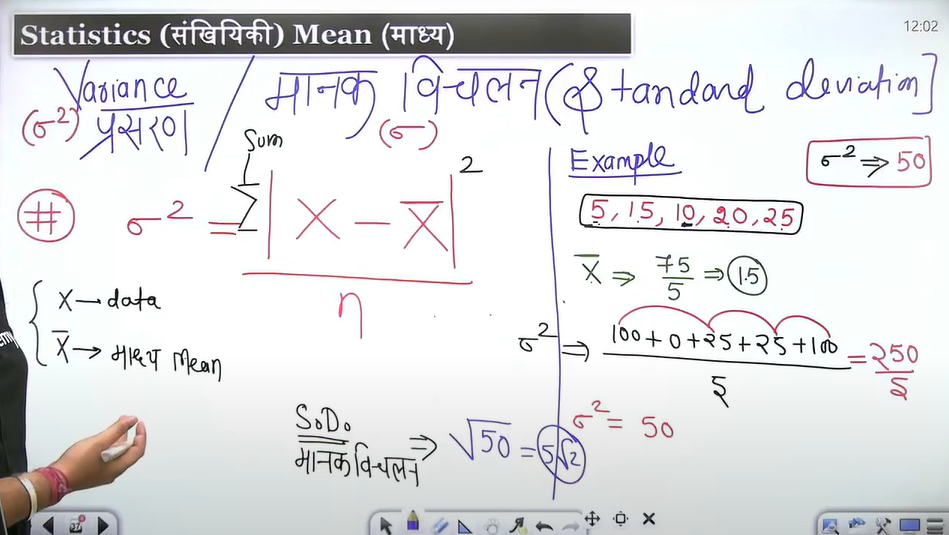 Statistics (संखियिकी) Mean (माध्य)
12:02
Variance / मानक विचलन (Standard deviation)
(σ²) प्रसरण (σ)
Sum
# σ² = Σ|X - X̄|²
n
{ X → data
X̄ → माध्य Mean
S.D. ⇒ √50 = 5√2
मानक विचलन
Example
σ² ⇒ 50
5, 15, 10, 20, 25
X̄ ⇒ 75/5 ⇒ 15
σ² ⇒ 100 + 0 + 25 + 25 + 100 / 5 = 250/5
σ² = 50